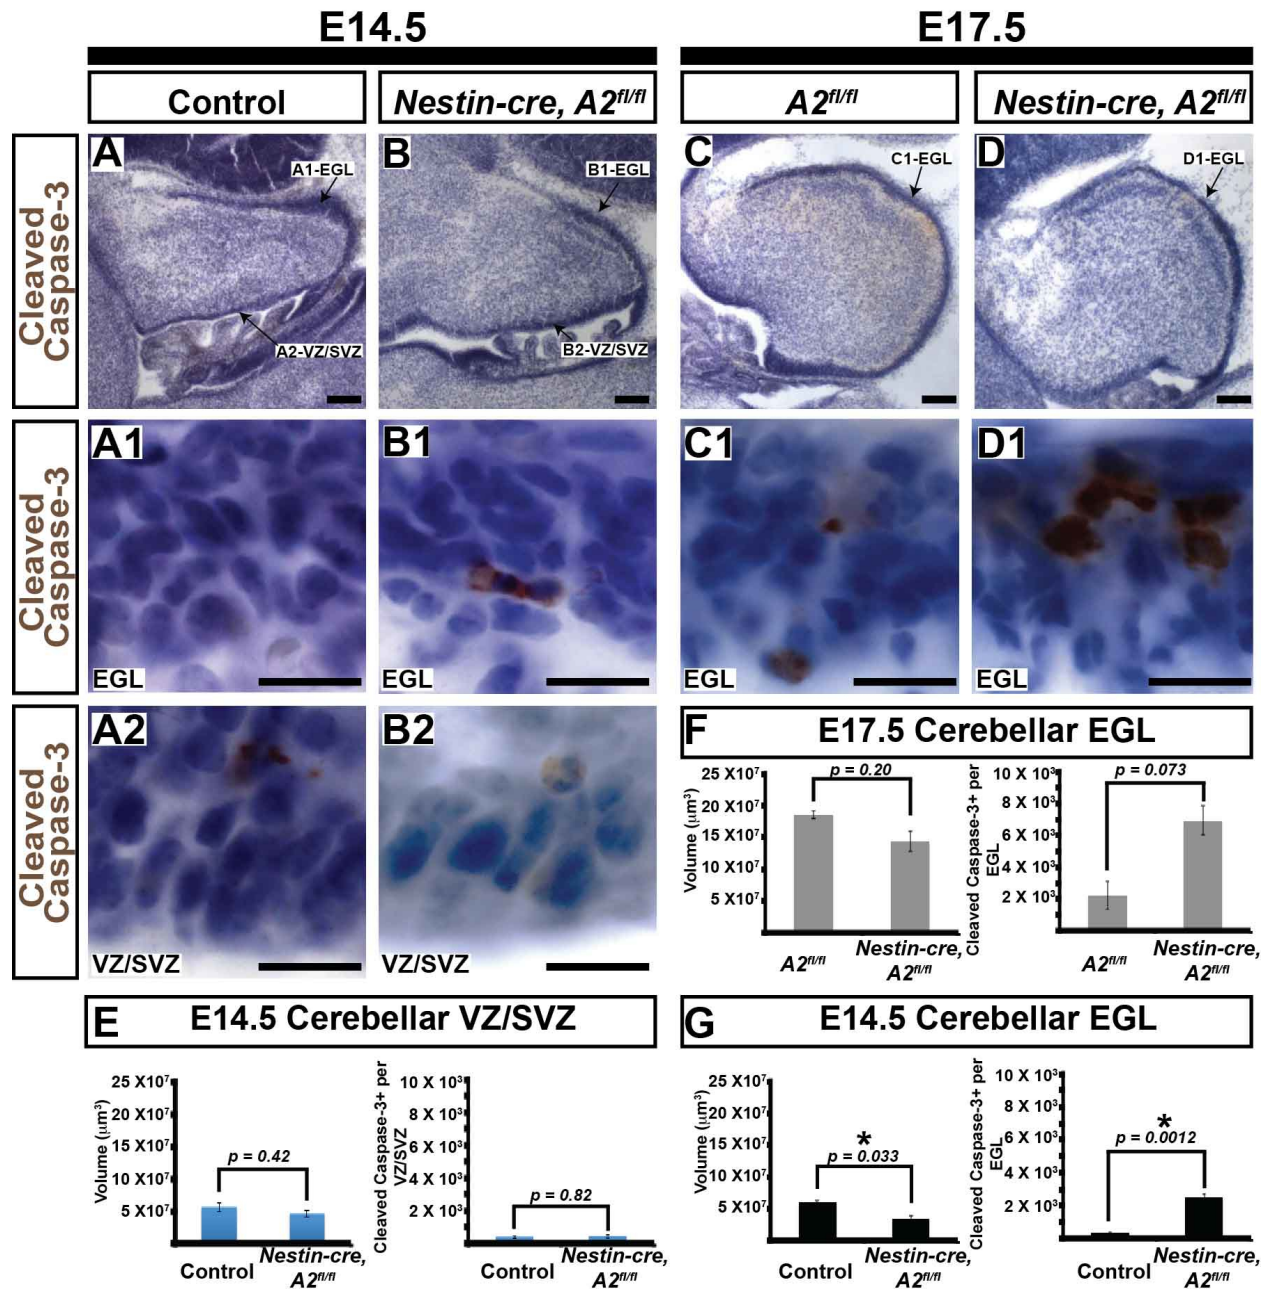 E14.5
E17.5
Control
Nestin-cre, A2fl/fl
A2fl/fl
Nestin-cre, A2fl/fl
Cleaved
Caspase-3
A
A1-EGL
A2-VZ/SVZ
B
B1-EGL
B2-VZ/SVZ
C
C1-EGL
D
D1-EGL
Cleaved
Caspase-3
A1
EGL
B1
EGL
C1
D1
Cleaved
Caspase-3
A2
VZ/SVZ
B2
VZ/SVZ
F
E17.5 Cerebellar EGL
Volume (µm³)
25 X10⁷
20 X10⁷
15 X10⁷
10 X10⁷
5 X10⁷
p = 0.20
A2fl/fl
Nestin-cre,
A2fl/fl
Cleaved Caspase-3+ per
EGL
10 X 10³
8 X 10³
6 X 10³
4 X 10³
2 X 10³
p = 0.073
A2fl/fl
Nestin-cre,
A2fl/fl
E
E14.5 Cerebellar VZ/SVZ
Volume (µm³)
25 X10⁷
20 X10⁷
15 X10⁷
10 X10⁷
5 X10⁷
p = 0.42
Control
Nestin-cre,
A2fl/fl
Cleaved Caspase-3+ per
VZ/SVZ
10 X 10³
8 X 10³
6 X 10³
4 X 10³
2 X 10³
p = 0.82
Control
Nestin-cre,
A2fl/fl
G
E14.5 Cerebellar EGL
Volume (µm³)
25 X10⁷
20 X10⁷
15 X10⁷
10 X10⁷
5 X10⁷
*
p = 0.033
Control
Nestin-cre,
A2fl/fl
Cleaved Caspase-3+ per
EGL
10 X 10³
8 X 10³
6 X 10³
4 X 10³
2 X 10³
*
p = 0.0012
Control
Nestin-cre,
A2fl/fl